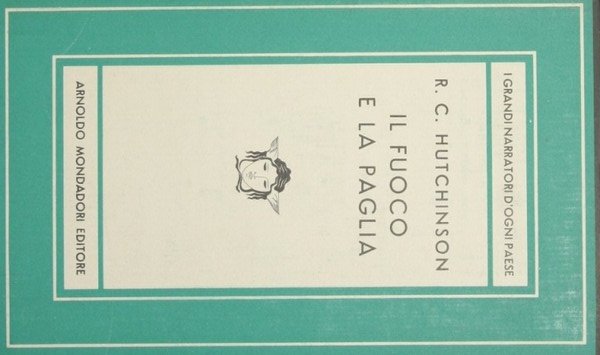 I GRANDI NARRATORI D'OGNI PAESE
R. C. HUTCHINSON
IL FUOCO
E LA PAGLIA
ARNOLDO MONDADORI EDITORE